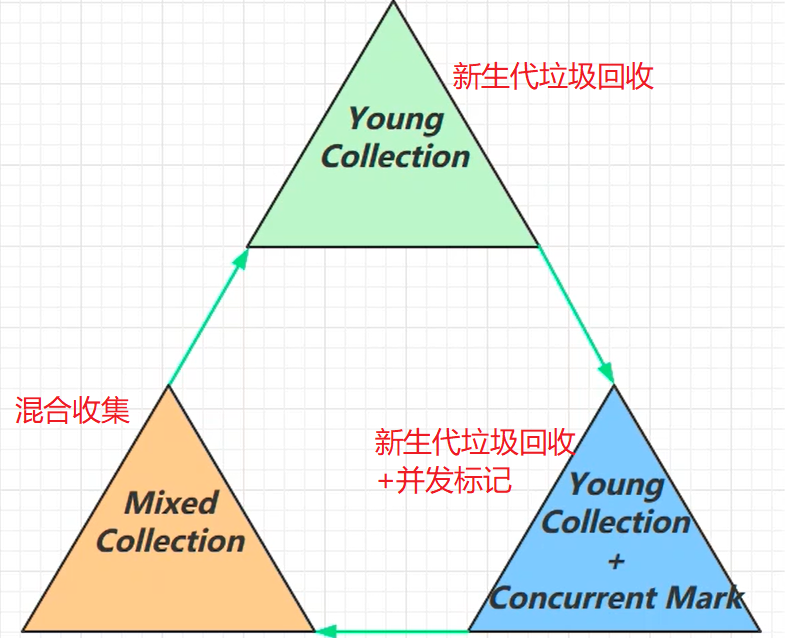 新生代垃圾回收
Young
Collection
混合收集
新生代垃圾回收
+并发标记
Mixed
Collection
Young
Collection
+
Concurrent Mark